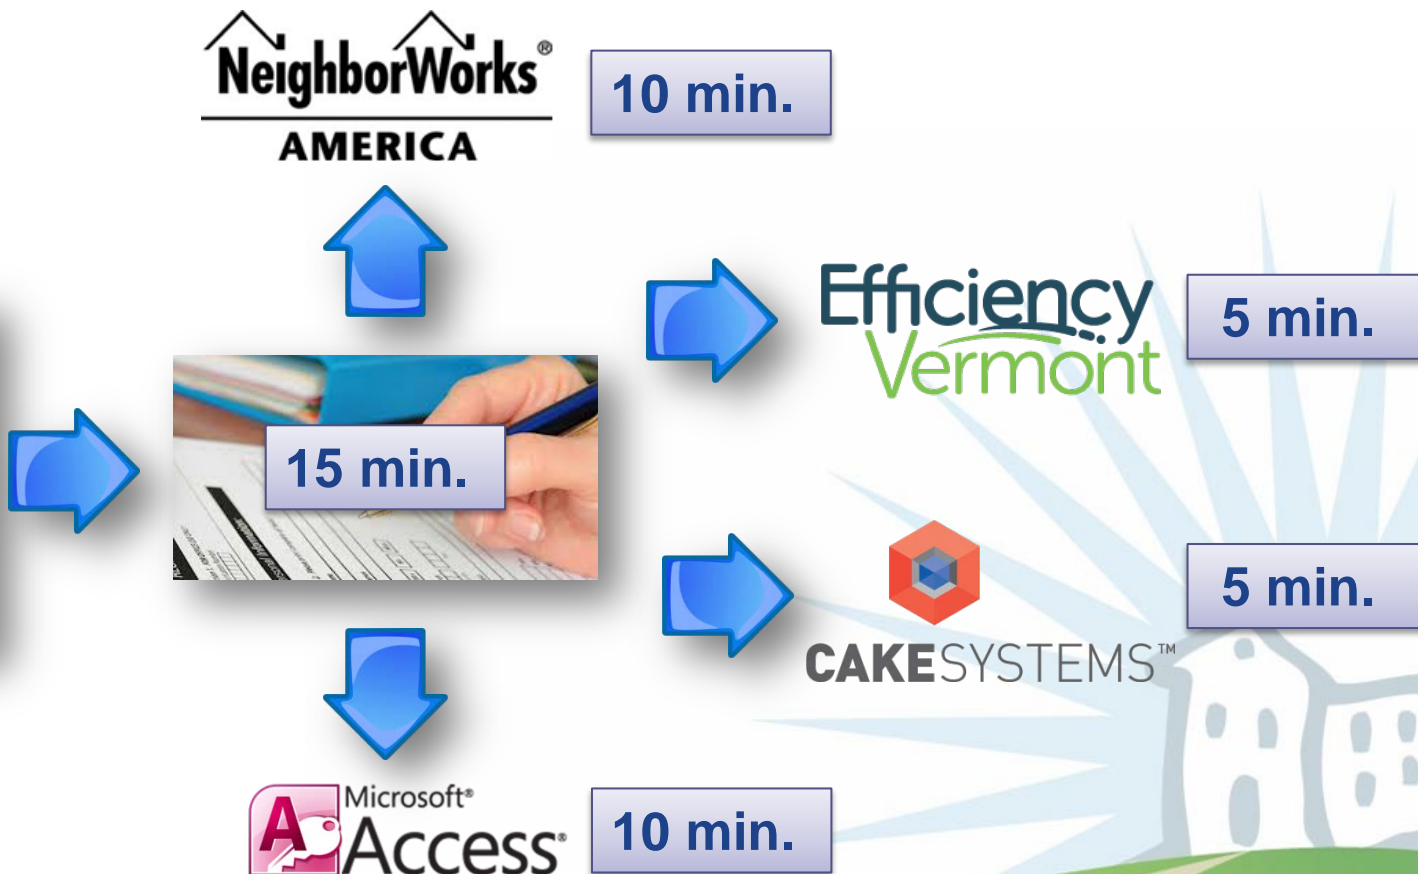 NeighborWorks®
AMERICA
10 min.
Efficiency
Vermont
5 min.
15 min.
CAKESYSTEMS™
5 min.
Microsoft®
Access®
10 min.